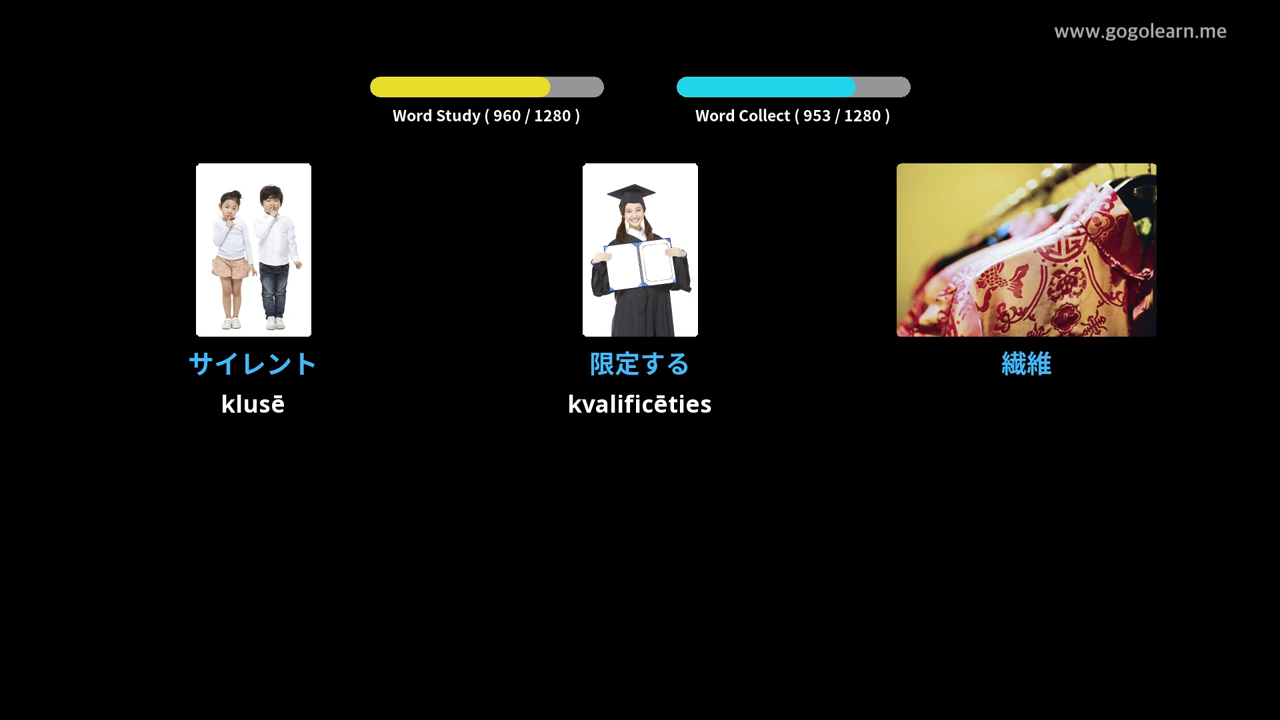 www.gogolearn.me
Word Study ( 960 / 1280 )
Word Collect ( 953 / 1280 )
サイレント
klusē
限定する
kvalificēties
繊維